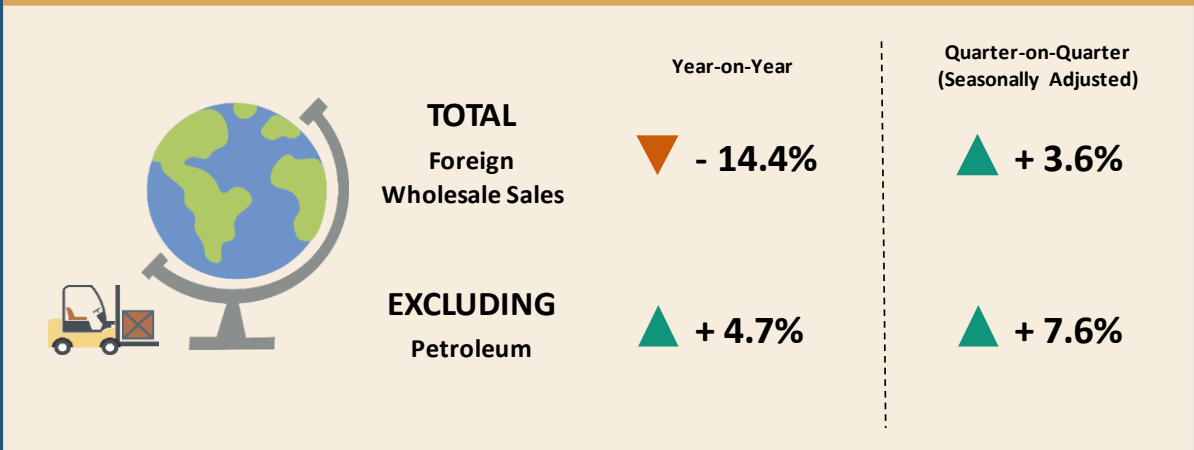 Year-on-Year
Quarter-on-Quarter
(Seasonally Adjusted)
TOTAL
Foreign
Wholesale Sales
- 14.4%
+ 3.6%
EXCLUDING
Petroleum
+ 4.7%
+ 7.6%